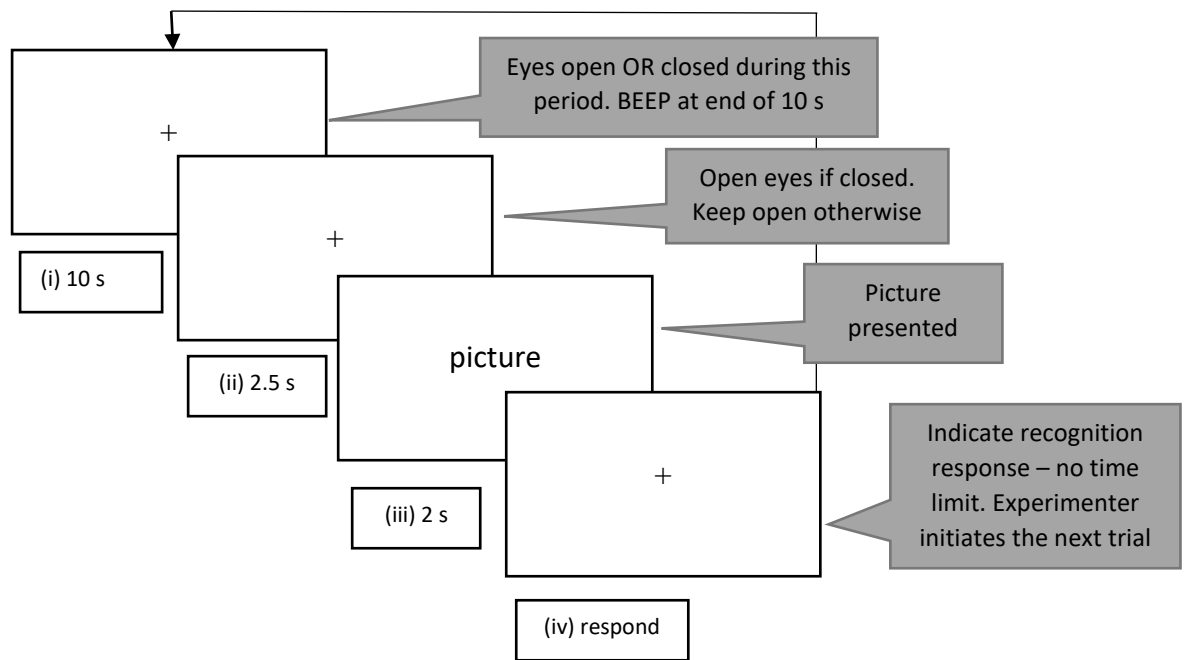 Eyes open OR closed during this
period. BEEP at end of 10 s
+
Open eyes if closed.
Keep open otherwise
+
(i) 10 s
Picture
presented
picture
(ii) 2.5 s
Indicate recognition
response – no time
limit. Experimenter
initiates the next trial
+
(iii) 2 s
(iv) respond